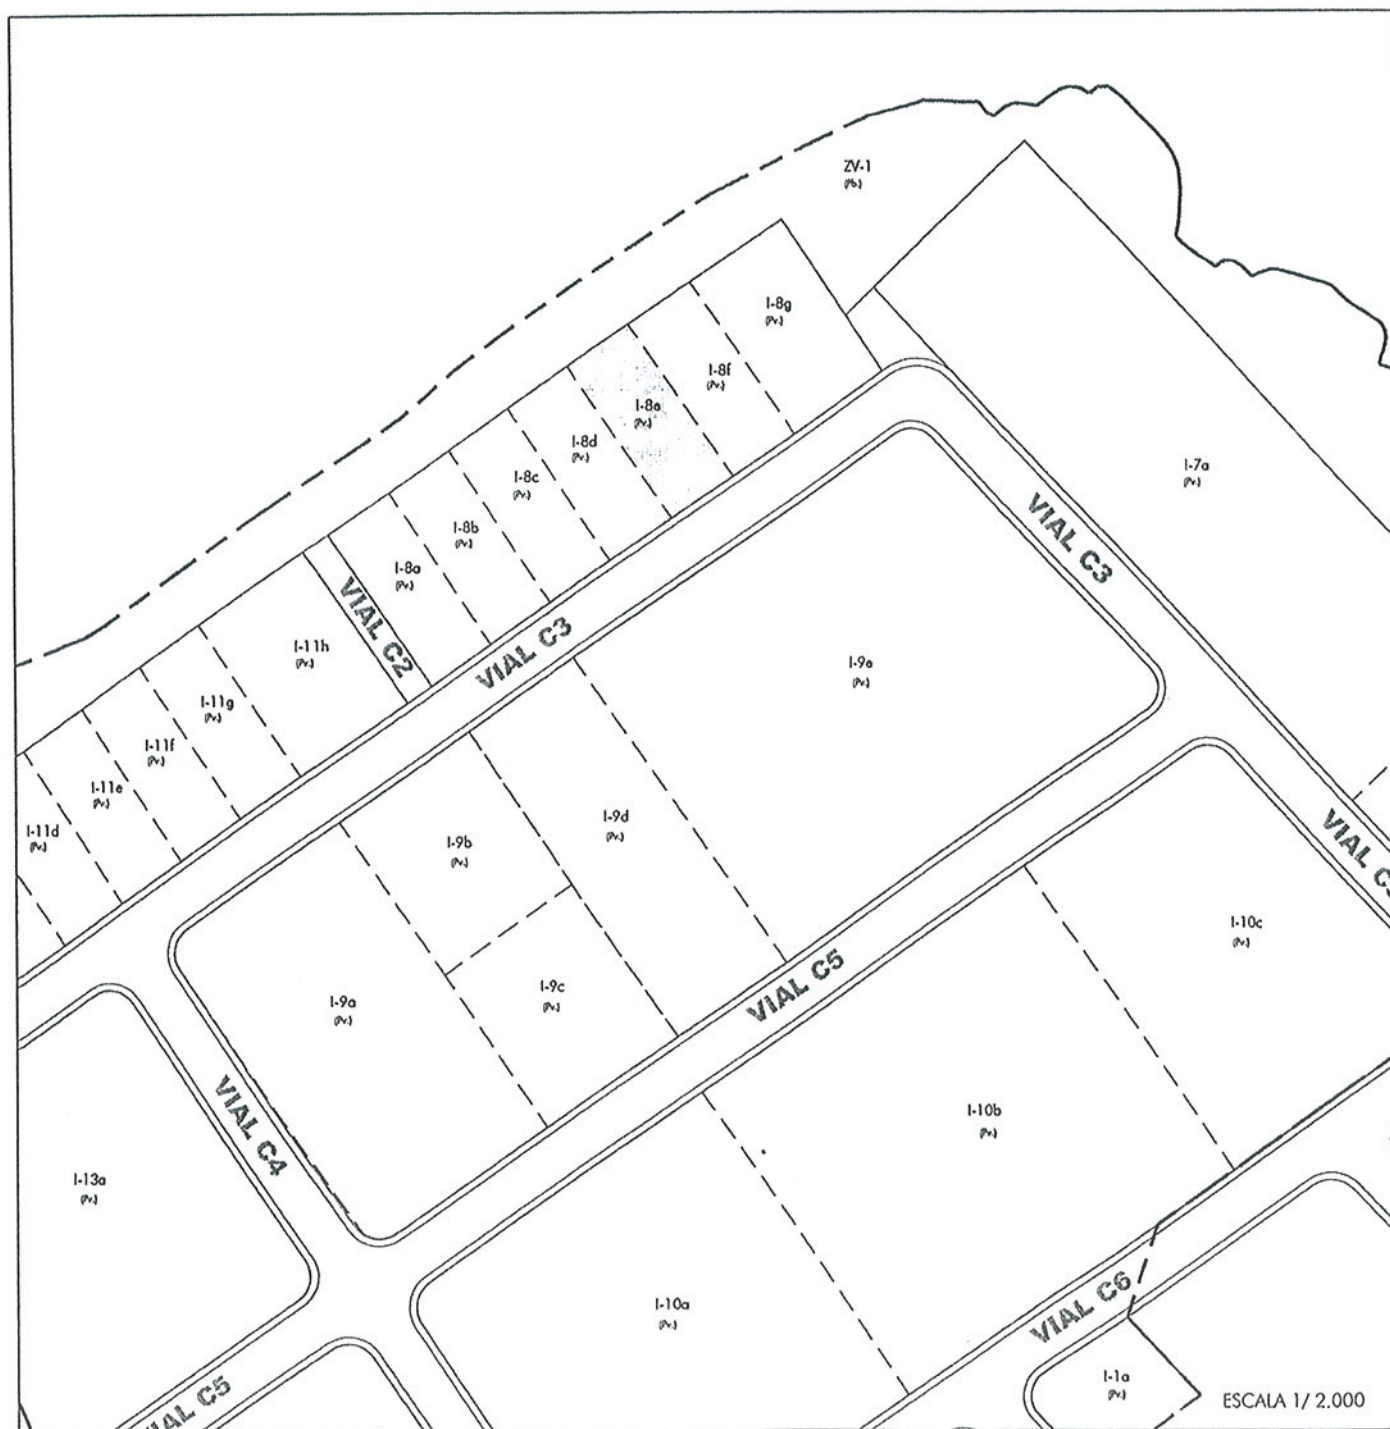 ZV-1
(Pb.)
I-8g
(Pv.)
I-8f
(Pv.)
I-8e
(Pv.)
I-8d
(Pv.)
I-8c
(Pv.)
I-8b
(Pv.)
I-8a
(Pv.)
I-7a
(Pv.)
VIAL C3
VIAL C2
VIAL C3
I-11h
(Pv.)
I-11g
(Pv.)
I-11f
(Pv.)
I-11e
(Pv.)
I-11d
(Pv.)
I-9e
(Pv.)
I-9d
(Pv.)
I-9b
(Pv.)
I-9c
(Pv.)
I-9a
(Pv.)
VIAL
I-10c
(Pv.)
VIAL C5
VIAL C4
I-10b
(Pv.)
I-13a
(Pv.)
I-10a
(Pv.)
VIAL C6
I-1a
(Pv.)
IAL C5
ESCALA 1/ 2.000